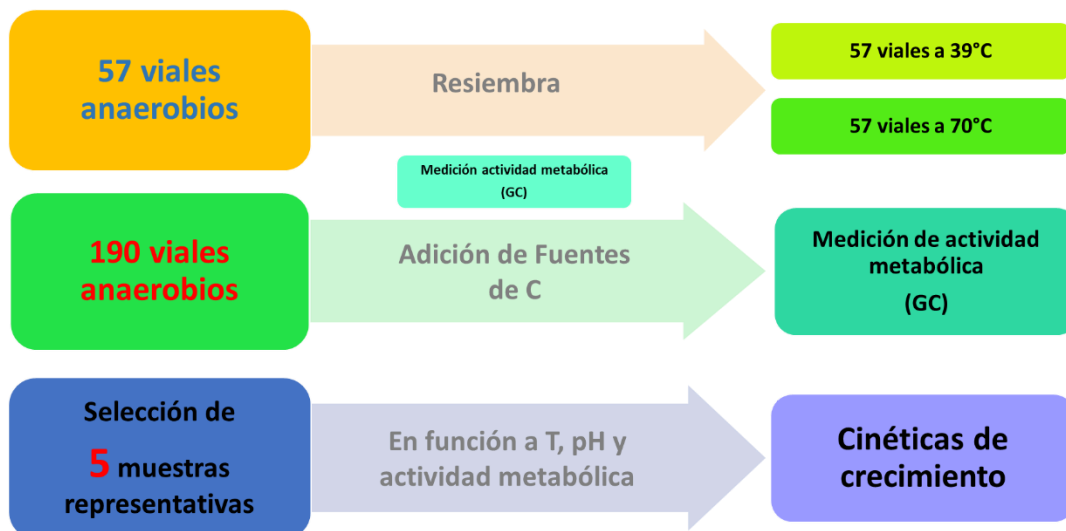 57 viales
anaerobios
Resiembra
57 viales a 39°C
57 viales a 70°C
Medición actividad metabólica
(GC)
190 viales
anaerobios
Adición de Fuentes
de C
Medición de actividad
metabólica
(GC)
Selección de
5 muestras
representativas
En función a T, pH y
actividad metabólica
Cinéticas de
crecimiento